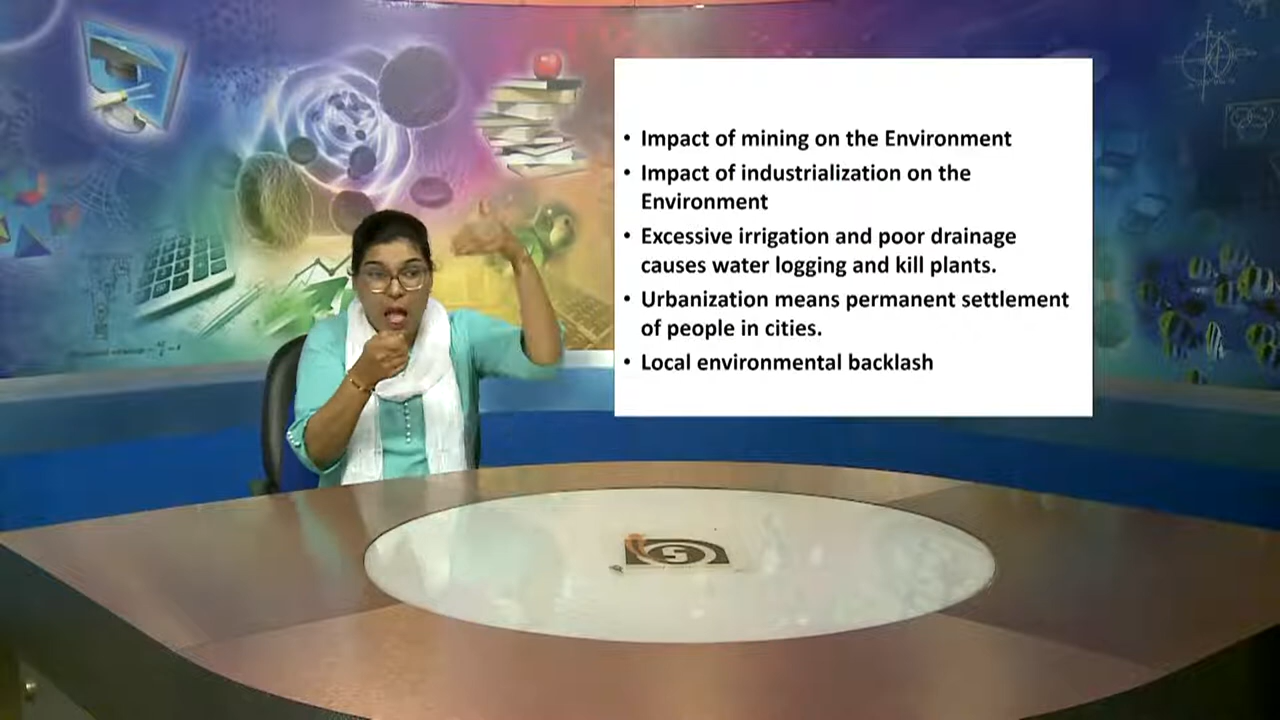 • Impact of mining on the Environment
• Impact of industrialization on the
Environment
• Excessive irrigation and poor drainage
causes water logging and kill plants.
• Urbanization means permanent settlement
of people in cities.
• Local environmental backlash